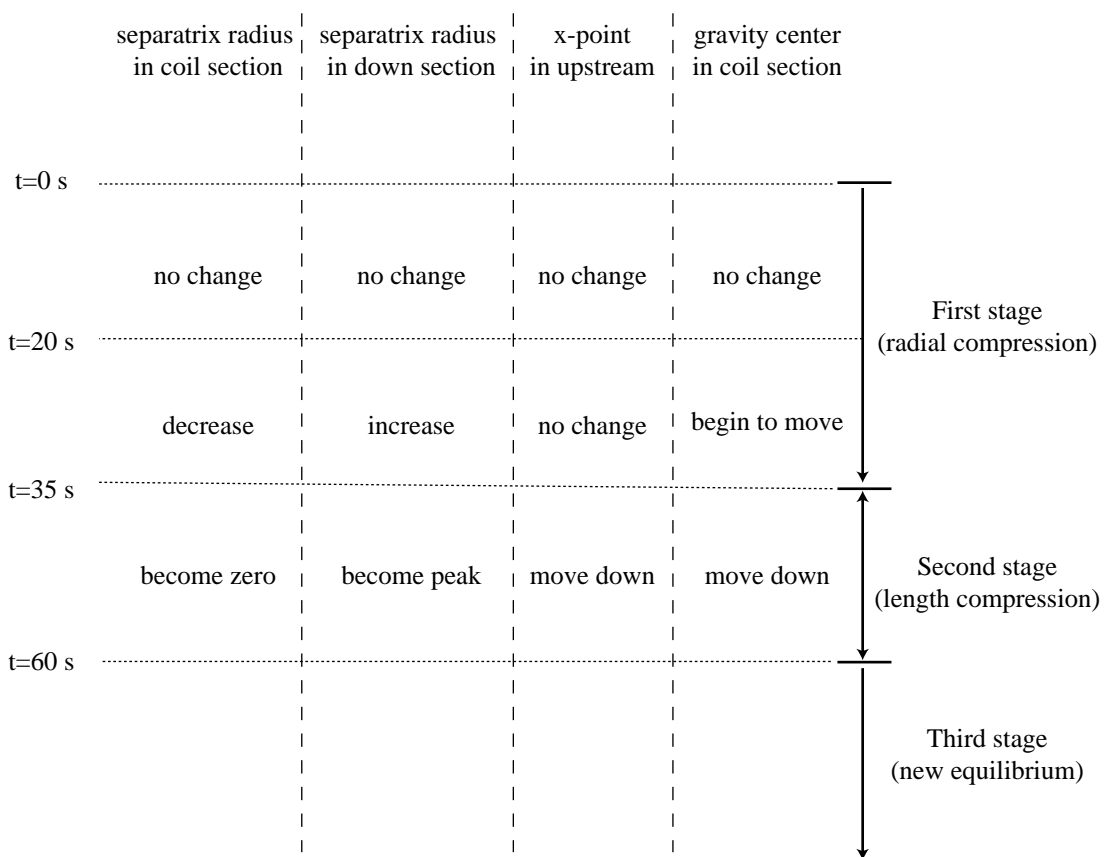 separatrix radius
in coil section
separatrix radius
in down section
x-point
in upstream
gravity center
in coil section
t=0 s
no change
no change
no change
no change
First stage
(radial compression)
t=20 s
decrease
increase
no change
begin to move
t=35 s
become zero
become peak
move down
move down
Second stage
(length compression)
t=60 s
Third stage
(new equilibrium)